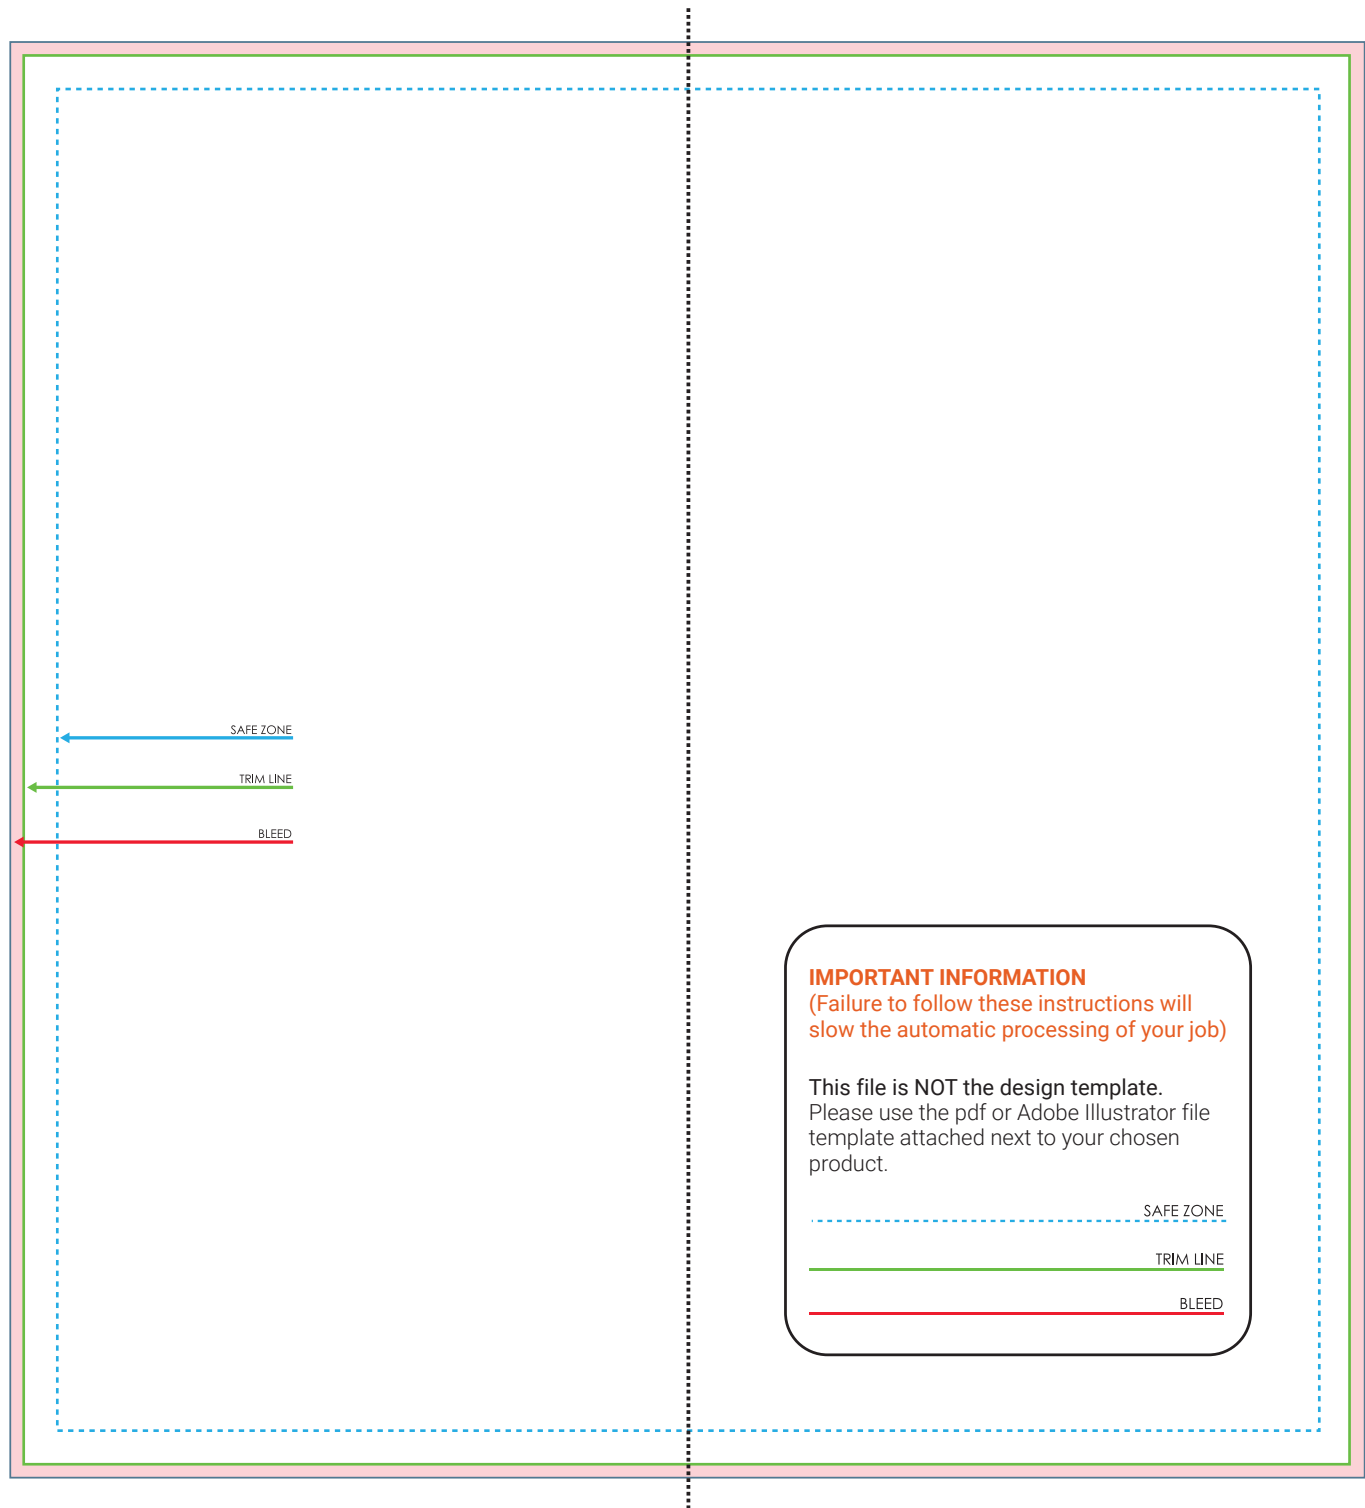 SAFE ZONE
TRIM LINE
BLEED
IMPORTANT INFORMATION
(Failure to follow these instructions will
slow the automatic processing of your job)
This file is NOT the design template.
Please use the pdf or Adobe Illustrator file
template attached next to your chosen
product.
SAFE ZONE
TRIM LINE
BLEED